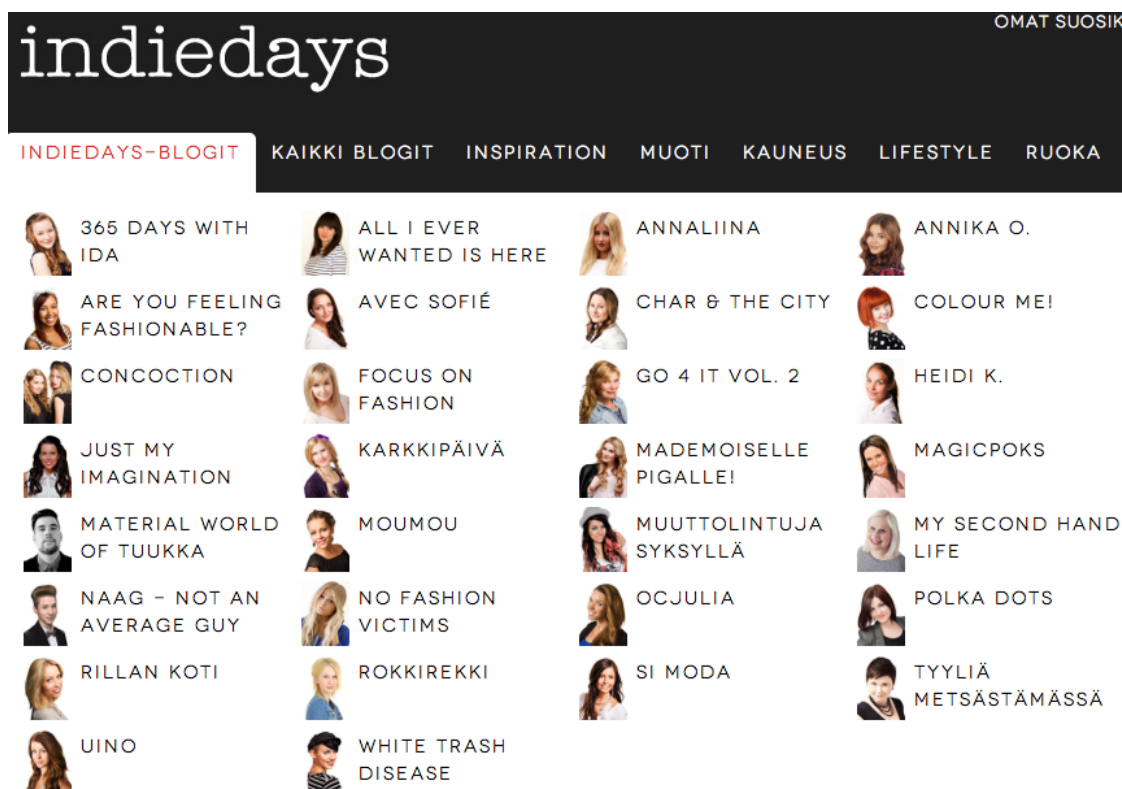 OMAT SUOSIK
indiedays
INDIEDAYS-BLOGIT KAIKKI BLOGIT INSPIRATION MUOTI KAUNEUS LIFESTYLE RUOKA
365 DAYS WITH
IDA
ALL I EVER
WANTED IS HERE
ANNALIINA
ANNIKA O.
ARE YOU FEELING
FASHIONABLE?
AVEC SOFIÉ
CHAR & THE CITY
COLOUR ME!
CONCOCTION
FOCUS ON
FASHION
GO 4 IT VOL. 2
HEIDI K.
JUST MY
IMAGINATION
KARKKIPÄIVÄ
MADEMOISELLE
PIGALLE!
MAGICPOKS
MATERIAL WORLD
OF TUUKKA
MOUMOU
MUUTTOLINTUJA
SYKSYLLÄ
MY SECOND HAND
LIFE
NAAG - NOT AN
AVERAGE GUY
NO FASHION
VICTIMS
OCJULIA
POLKA DOTS
RILLAN KOTI
ROKKIREKKI
SI MODA
TYYLIÄ
METSÄSTÄMÄSSÄ
UINO
WHITE TRASH
DISEASE